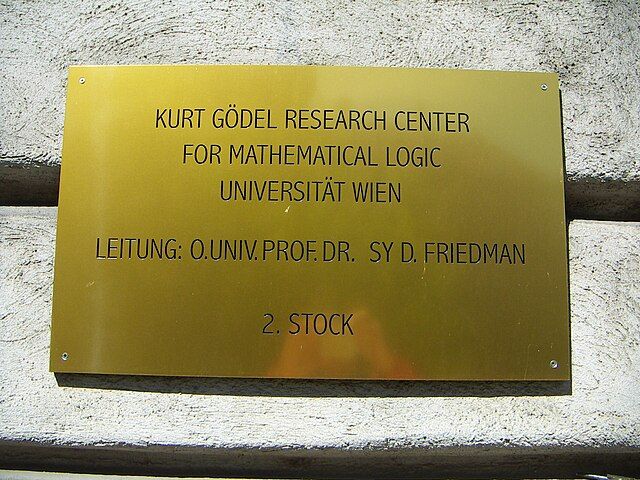 KURT GÖDEL RESEARCH CENTER
FOR MATHEMATICAL LOGIC
UNIVERSITÄT WIEN
LEITUNG: O.UNIV.PROF.DR. SY D. FRIEDMAN
2. STOCK